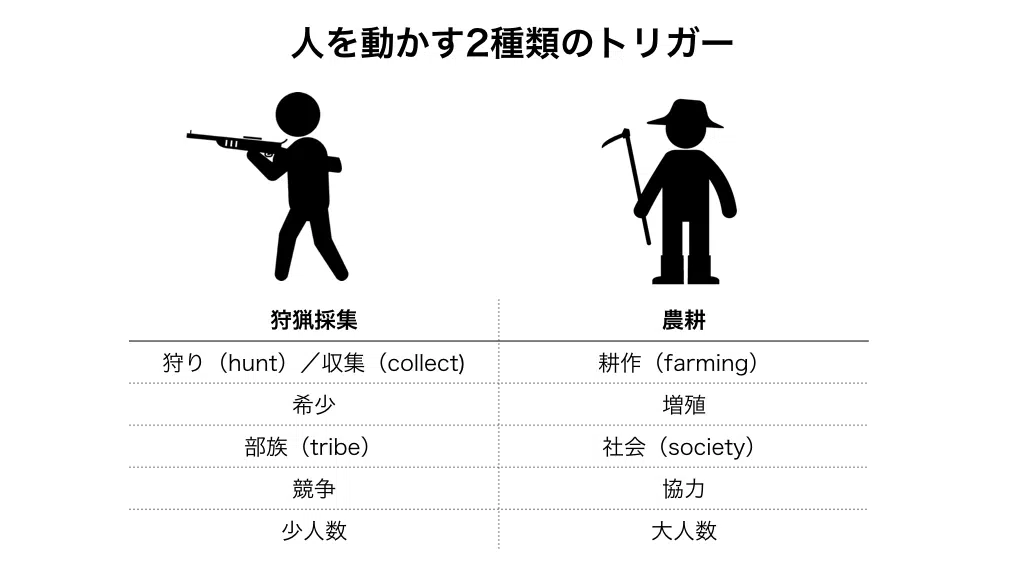 人を動かす2種類のトリガー
狩猟採集 農耕
狩り（hunt）／収集（collect) 耕作（farming）
希少 増殖
部族（tribe） 社会（society）
競争 協力
少人数 大人数